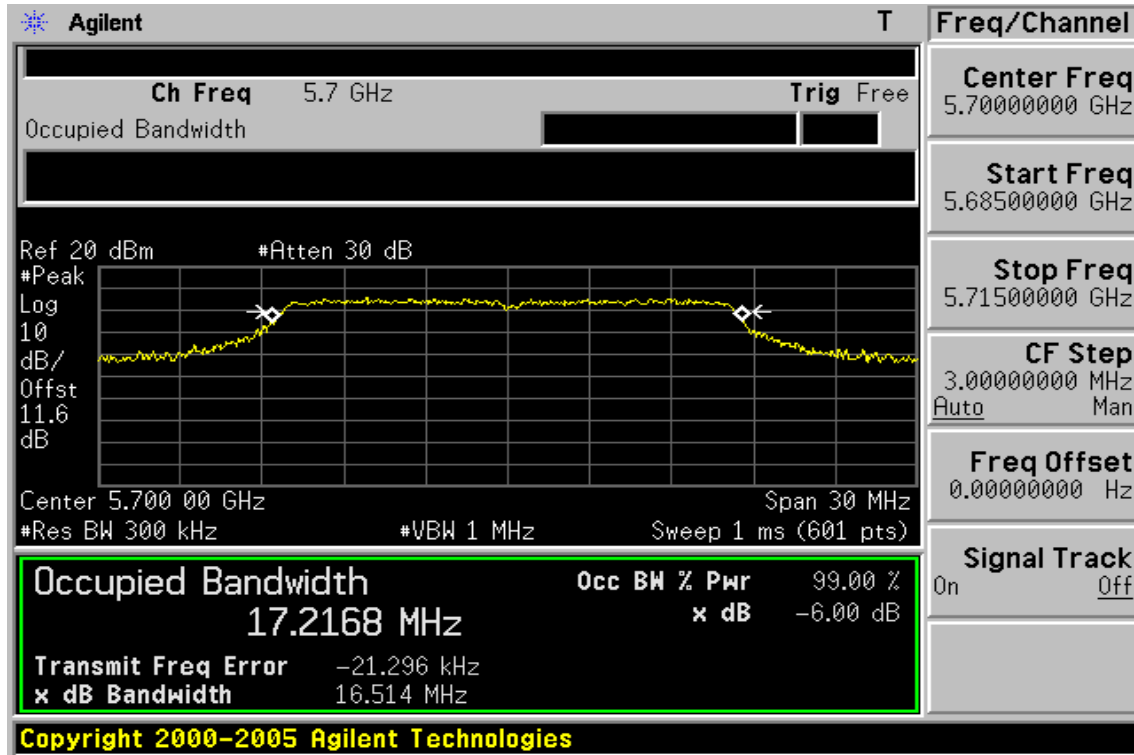 Agilent T Freq/Channel
Ch Freq 5.7 GHz Trig Free
Occupied Bandwidth
Center Freq
5.70000000 GHz
Start Freq
5.68500000 GHz
Stop Freq
5.71500000 GHz
CF Step
3.00000000 MHz
Auto Man
Freq Offset
0.00000000 Hz
Signal Track
On Off
Ref 20 dBm #Atten 30 dB
#Peak
Log
10
dB/
Offst
11.6
dB
Center 5.700 00 GHz Span 30 MHz
#Res BW 300 kHz #VBW 1 MHz Sweep 1 ms (601 pts)
Occupied Bandwidth Occ BW % Pwr 99.00 %
17.2168 MHz x dB -6.00 dB
Transmit Freq Error -21.296 kHz
x dB Bandwidth 16.514 MHz
Copyright 2000-2005 Agilent Technologies